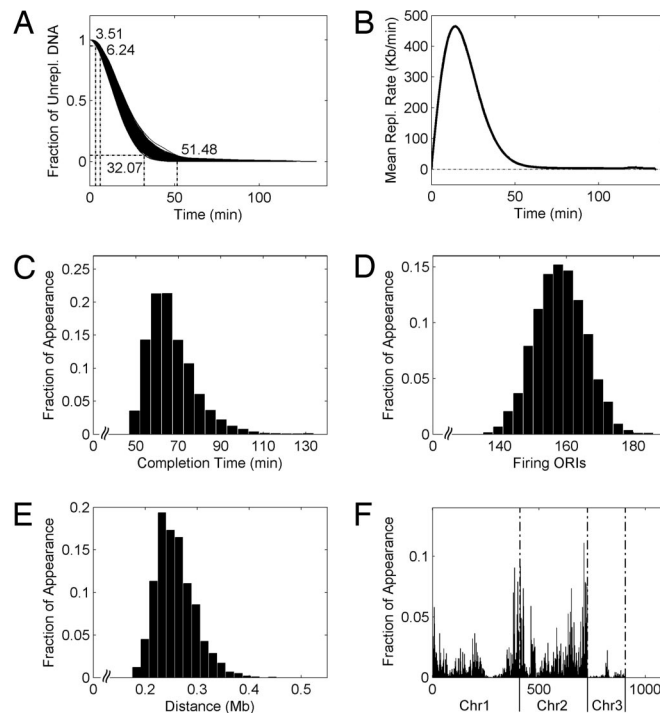 A
Fraction of Unrepl. DNA
1
0.5
0
3.51
6.24
51.48
32.07
0
50
100
Time (min)
B
Mean Repl. Rate (Kb/min)
500
400
300
200
100
0
0
50
100
Time (min)
C
Fraction of Appearance
0.25
0.2
0.15
0.1
0.05
0
0
50
70
90
110
130
Completion Time (min)
D
Fraction of Appearance
0.15
0.1
0.05
0
0
140
160
180
Firing ORIs
E
Fraction of Appearance
0.2
0.15
0.1
0.05
0
0
0.2
0.3
0.4
0.5
Distance (Mb)
F
Fraction of Appearance
0.1
0.05
0
0
500
1000
Chr1
Chr2
Chr3